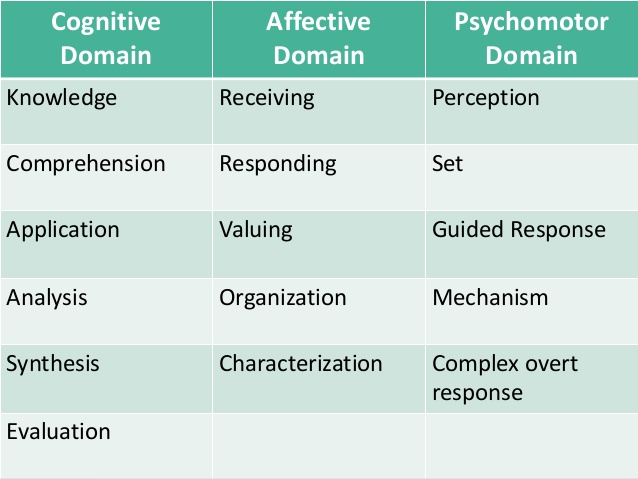 Cognitive Domain Affective Domain Psychomotor Domain
Knowledge Receiving Perception
Comprehension Responding Set
Application Valuing Guided Response
Analysis Organization Mechanism
Synthesis Characterization Complex overt response
Evaluation